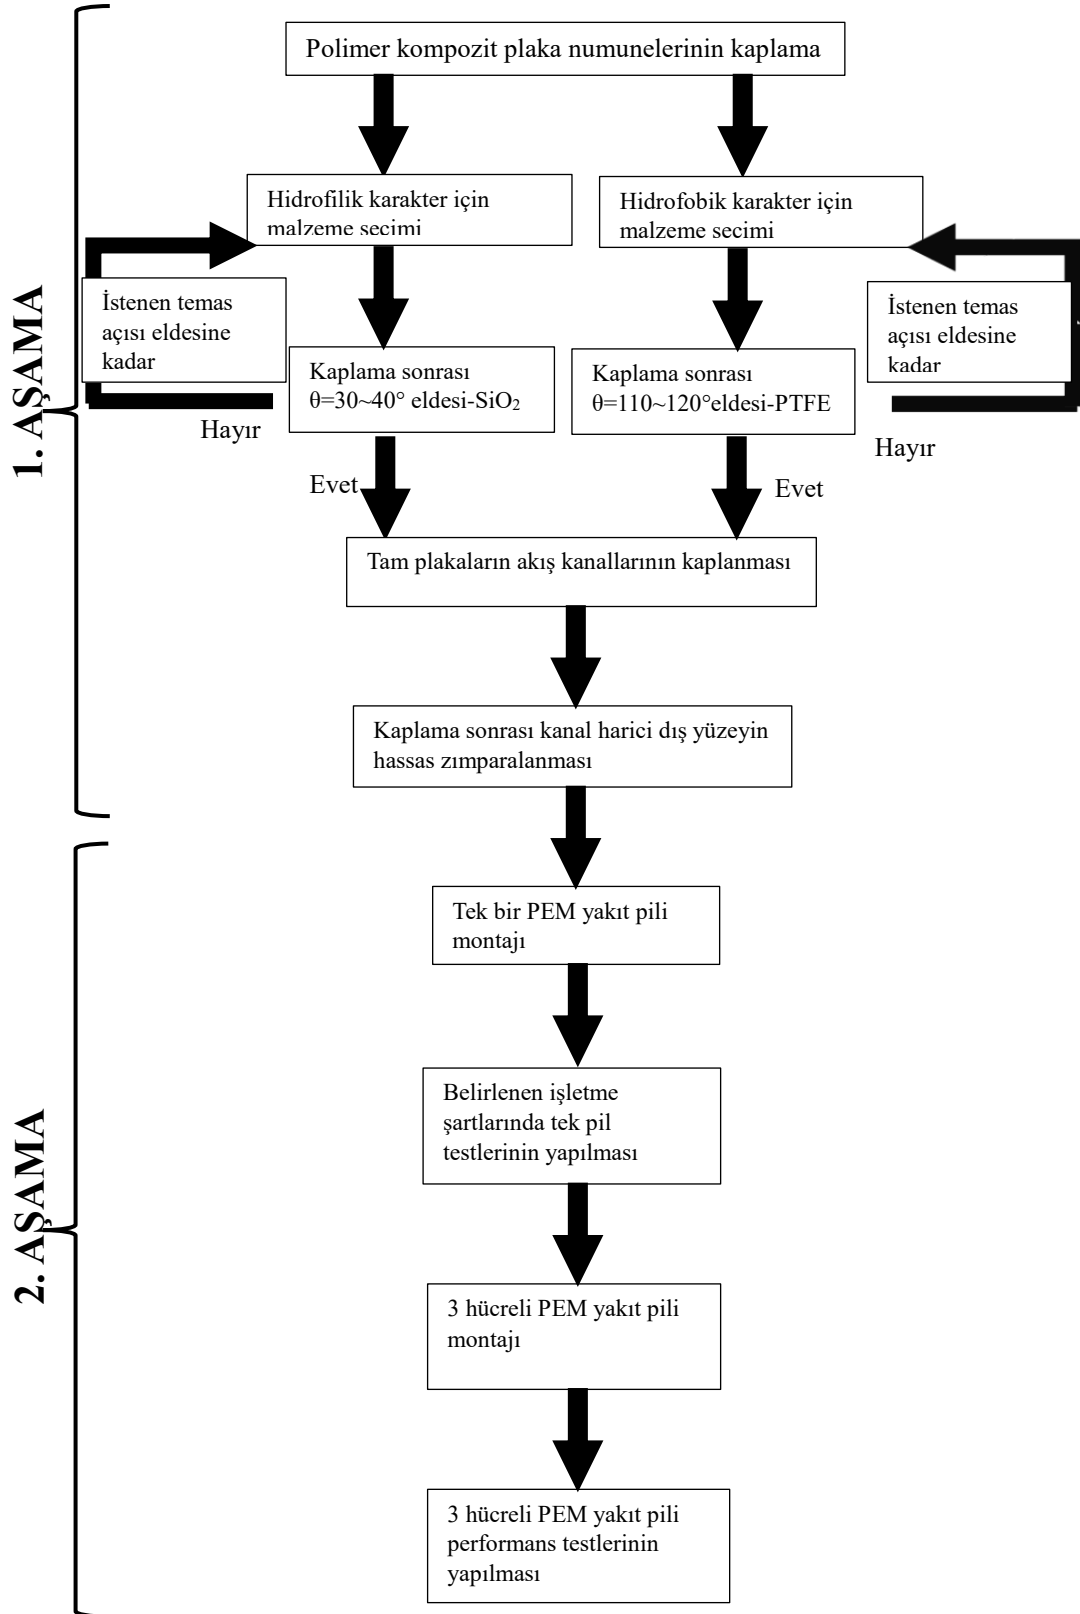 1. AŞAMA
Polimer kompozit plaka numunelerinin kaplama
Hidrofilik karakter için
malzeme seçimi
Hidrofobik karakter için
malzeme seçimi
İstenen temas
açısı eldesine
kadar
İstenen temas
açısı eldesine
kadar
Kaplama sonrası
θ=30~40° eldesi-SiO₂
Kaplama sonrası
θ=110~120°eldesi-PTFE
Hayır
Hayır
Evet
Evet
Tam plakaların akış kanallarının kaplanması
Kaplama sonrası kanal harici dış yüzeyin
hassas zımparalanması
2. AŞAMA
Tek bir PEM yakıt pili
montajı
Belirlenen işletme
şartlarında tek pil
testlerinin yapılması
3 hücreli PEM yakıt pili
montajı
3 hücreli PEM yakıt pili
performans testlerinin
yapılması